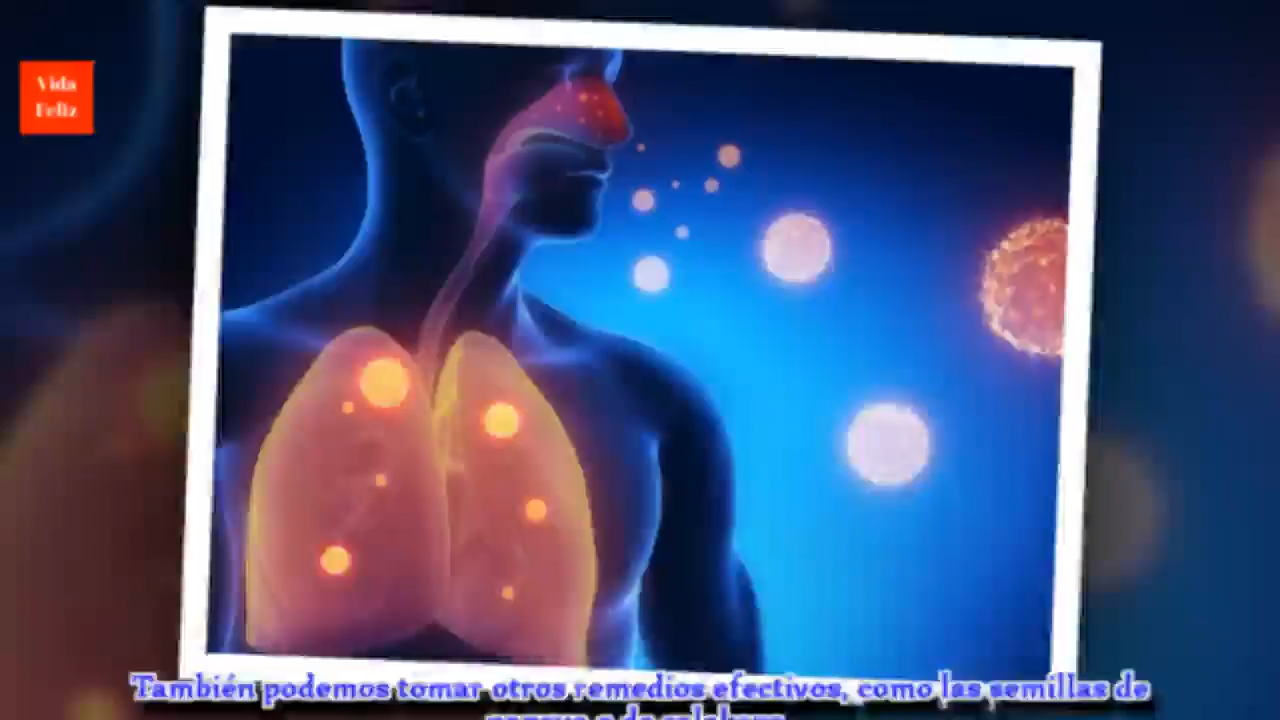 Vida
Feliz
También podemos tomar otros remedios efectivos, como las semillas de